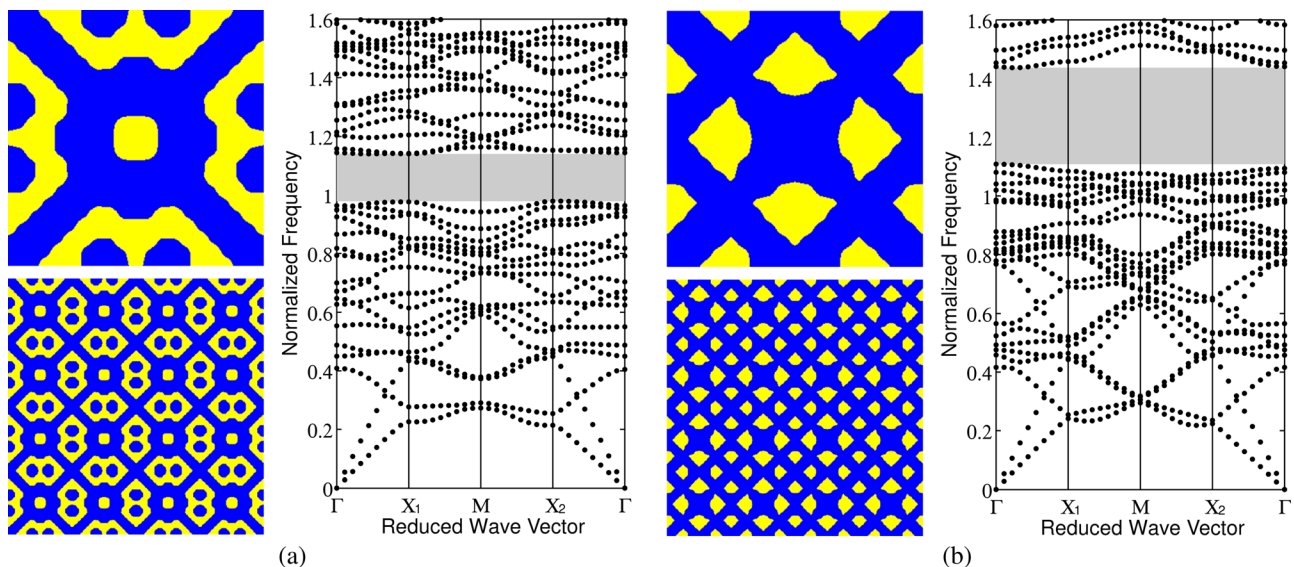 1.6
1.4
1.2
1
0.8
0.6
0.4
0.2
0
Normalized Frequency
Γ X1 M X2 Γ
Reduced Wave Vector
(a)
1.6
1.4
1.2
1
0.8
0.6
0.4
0.2
0
Normalized Frequency
Γ X1 M X2 Γ
Reduced Wave Vector
(b)